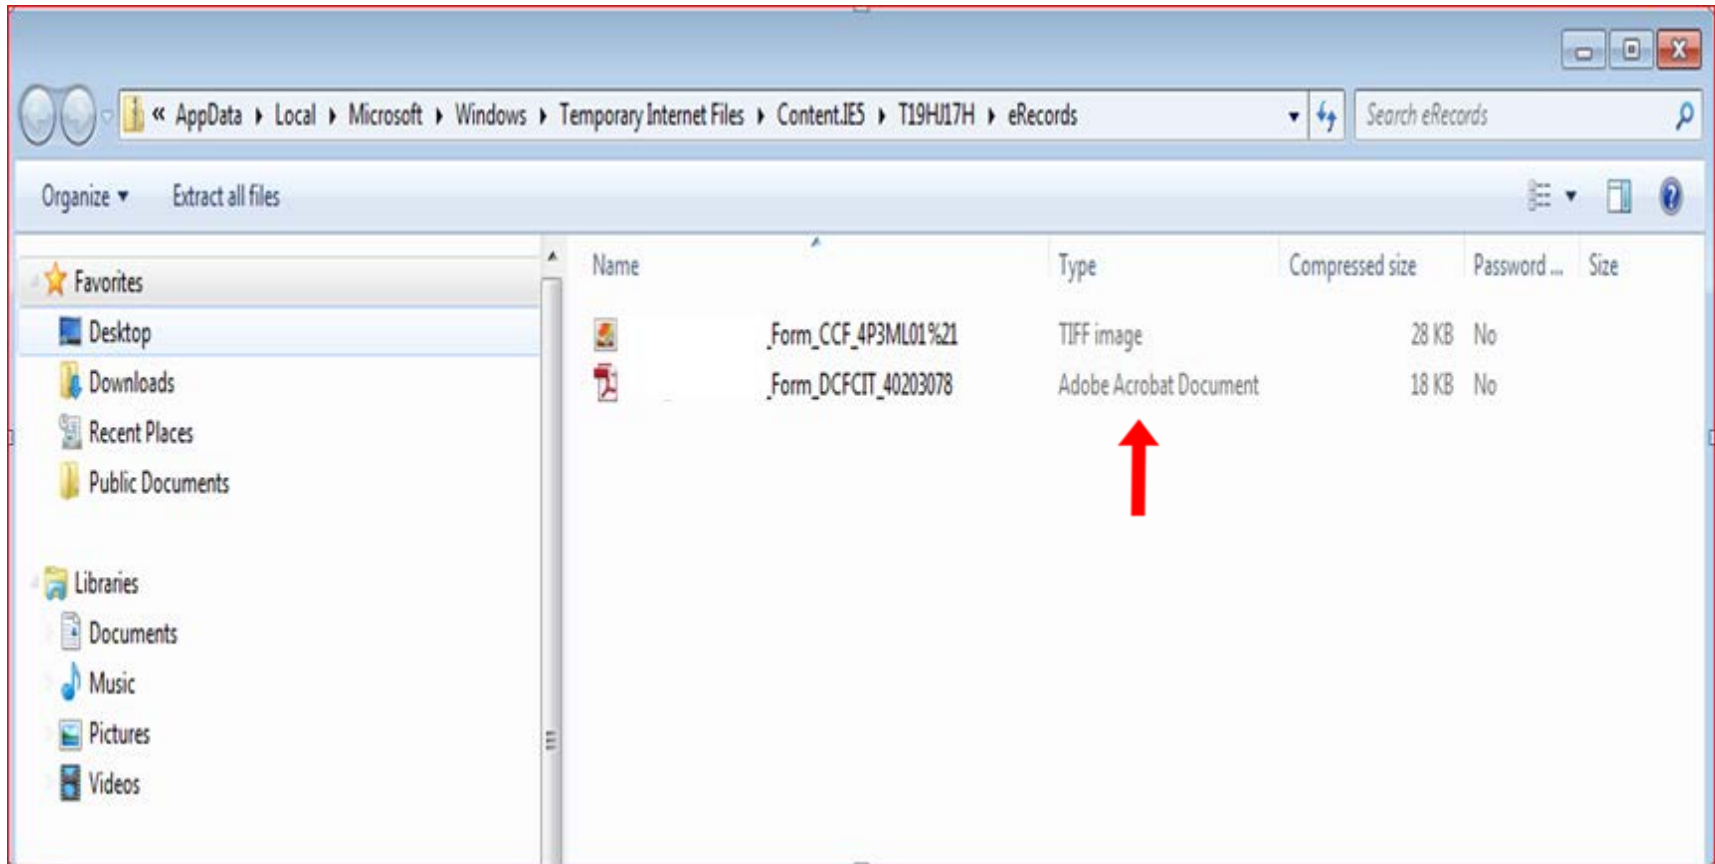 « AppData ▸ Local ▸ Microsoft ▸ Windows ▸ Temporary Internet Files ▸ Content.IE5 ▸ T19HJ17H ▸ eRecords
Search eRecords
Organize ▾ Extract all files
Favorites
Desktop
Downloads
Recent Places
Public Documents
Libraries
Documents
Music
Pictures
Videos
Name Type Compressed size Password ... Size
_Form_CCF_4P3ML01%21 TIFF image 28 KB No
_Form_DCFCIT_40203078 Adobe Acrobat Document 18 KB No